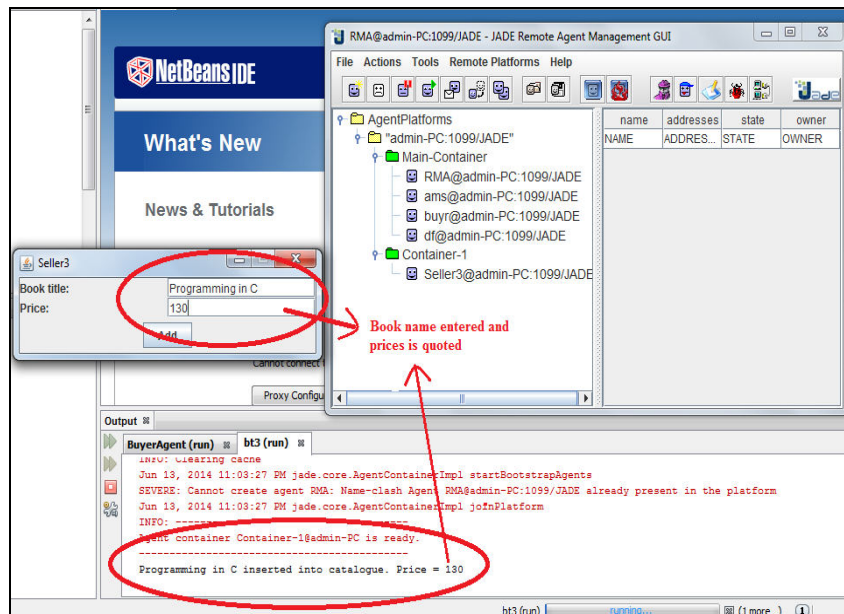 RMA@admin-PC:1099/JADE - JADE Remote Agent Management GUI
File Actions Tools Remote Platforms Help
Jade
NetBeans IDE
What's New
News & Tutorials
AgentPlatforms
"admin-PC:1099/JADE"
Main-Container
RMA@admin-PC:1099/JADE
ams@admin-PC:1099/JADE
buyr@admin-PC:1099/JADE
df@admin-PC:1099/JADE
Container-1
Seller3@admin-PC:1099/JADE
name addresses state owner
NAME ADDRES... STATE OWNER
Seller3
Book title: Programming in C
Price: 130
Add
Book name entered and
prices is quoted
Cannot connect
Proxy Configu
Output
BuyerAgent (run) bt3 (run)
INFO: Clearing cache
Jun 13, 2014 11:03:27 PM jade.core.AgentContainerImpl startBootstrapAgents
SEVERE: Cannot create agent RMA: Name-clash Agent RMA@admin-PC:1099/JADE already present in the platform
Jun 13, 2014 11:03:27 PM jade.core.AgentContainerImpl joinPlatform
INFO: --------------------------------------
Agent container Container-1@admin-PC is ready.
--------------------------------------------
Programming in C inserted into catalogue. Price = 130
bt3 (run) running... (1 more...) 1